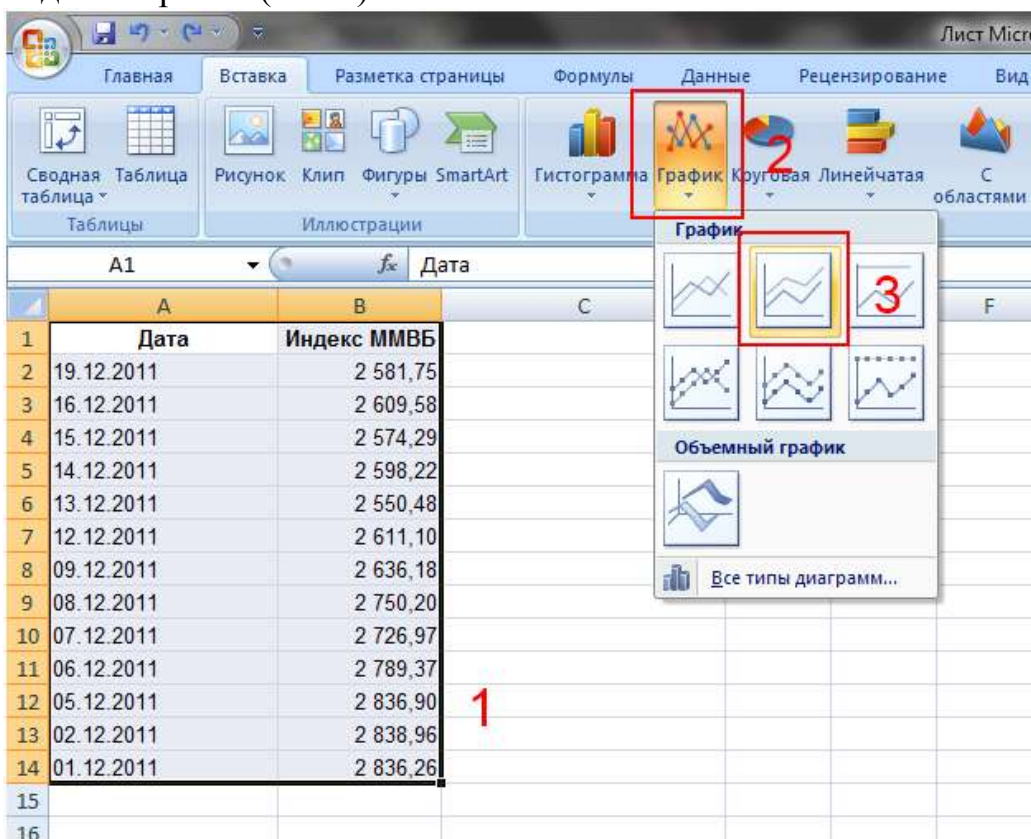 Лист Micr
Главная Вставка Разметка страницы Формулы Данные Рецензирование Вид
Сводная таблица Таблица Рисунок Клип Фигуры SmartArt Гистограмма График Круговая Линейчатая С областями
2
Таблицы Иллюстрации
График
A1 fx Дата
3
A B C F
1 Дата Индекс ММВБ
2 19.12.2011 2 581,75
3 16.12.2011 2 609,58
4 15.12.2011 2 574,29
Объемный график
5 14.12.2011 2 598,22
6 13.12.2011 2 550,48
7 12.12.2011 2 611,10
8 09.12.2011 2 636,18
Все типы диаграмм...
9 08.12.2011 2 750,20
10 07.12.2011 2 726,97
11 06.12.2011 2 789,37
12 05.12.2011 2 836,90
1
13 02.12.2011 2 838,96
14 01.12.2011 2 836,26
15
16